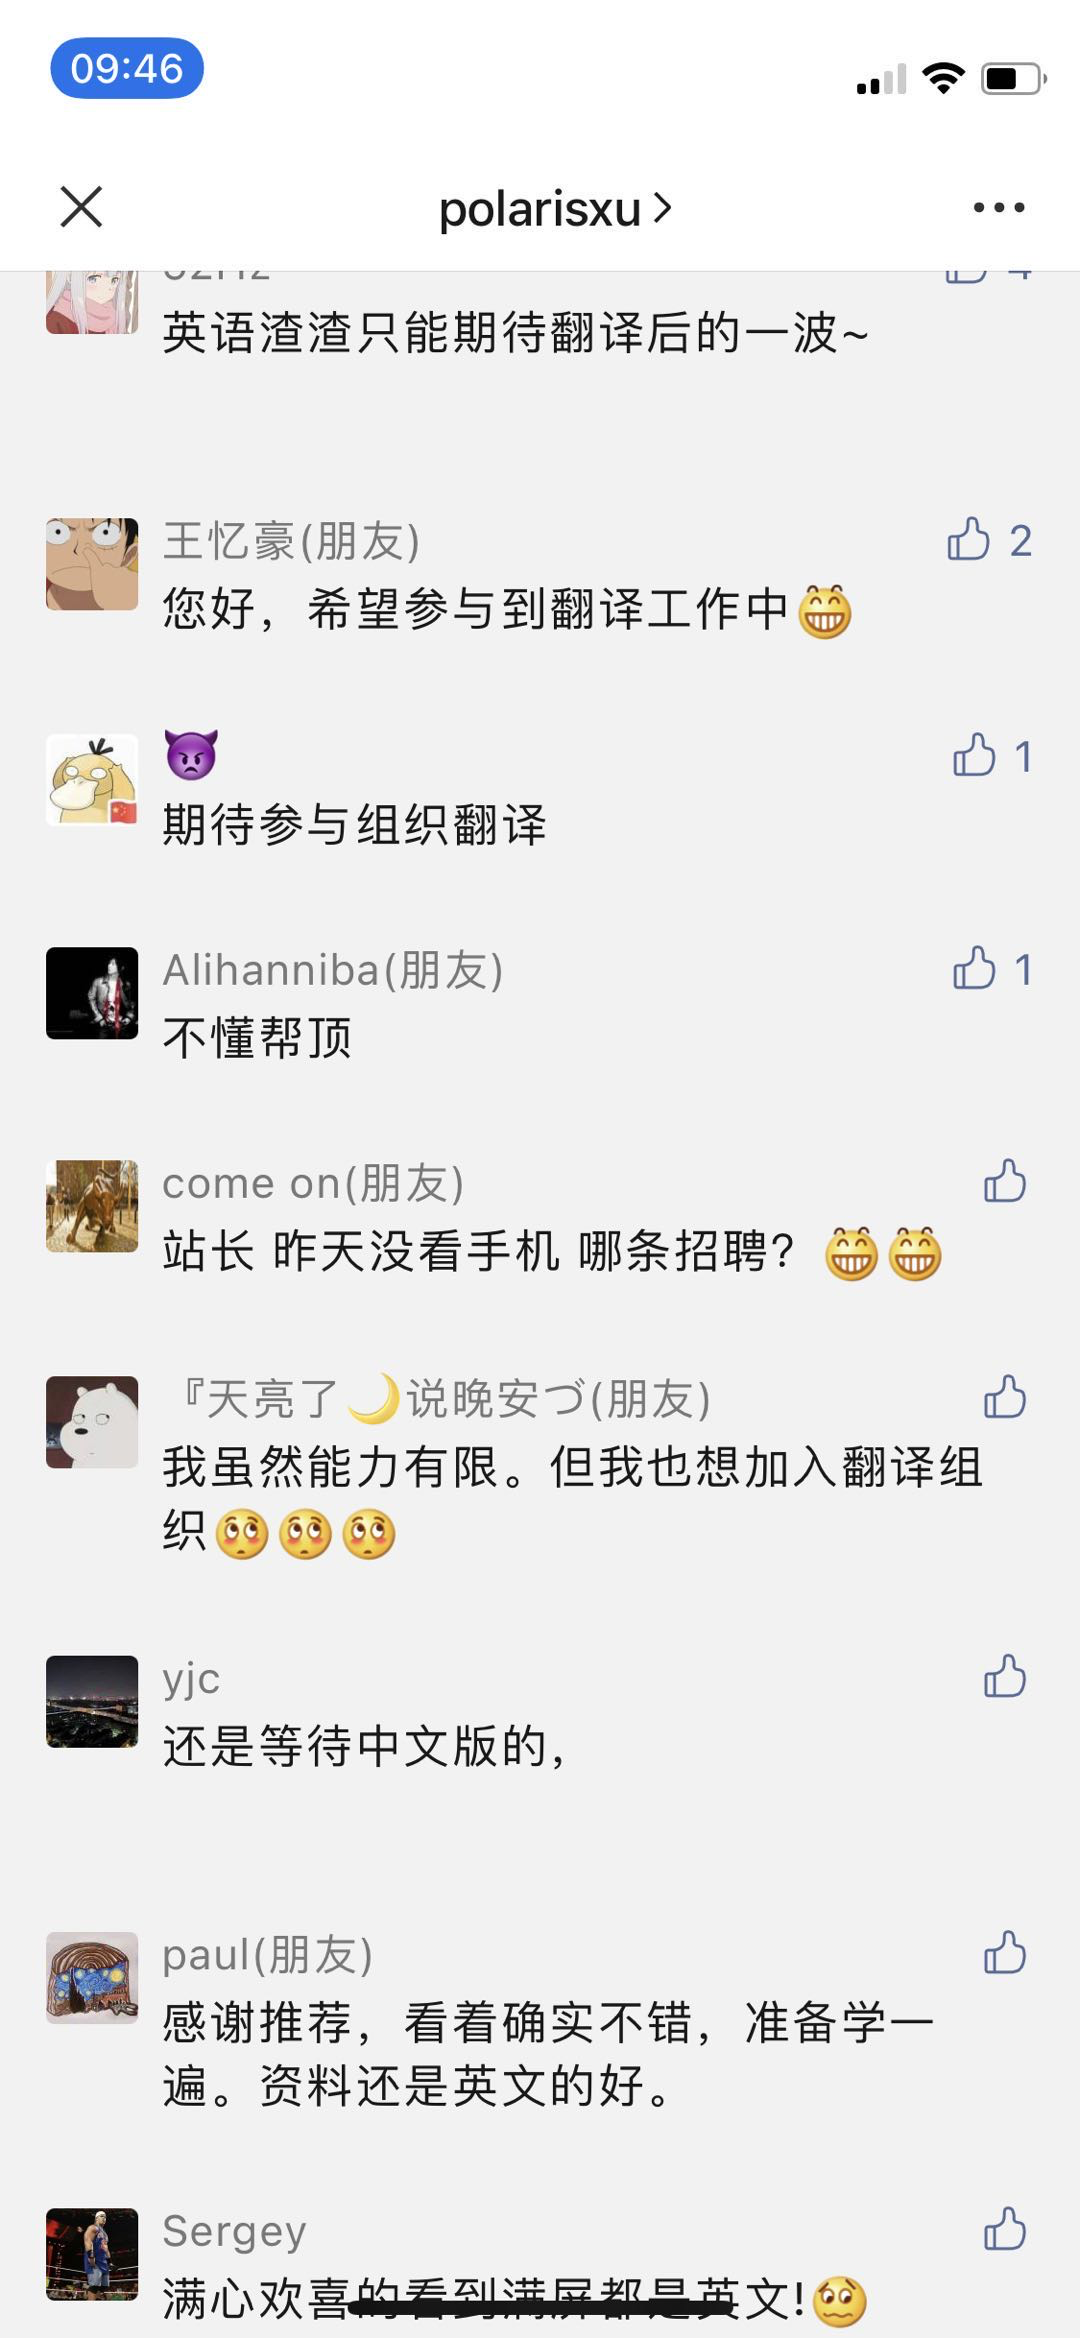 09:46
polarisxu
英语渣渣只能期待翻译后的一波~
王忆豪(朋友)
2
您好，希望参与到翻译工作中😁
👿
1
期待参与组织翻译
Alihanniba(朋友)
1
不懂帮顶
come on(朋友)
站长 昨天没看手机 哪条招聘？😁😁
『天亮了🌙说晚安づ(朋友)
我虽然能力有限。但我也想加入翻译组
织🙄🙄🙄
yjc
还是等待中文版的，
paul(朋友)
感谢推荐，看着确实不错，准备学一
遍。资料还是英文的好。
Sergey
满心欢喜的看到满屏都是英文!🥴